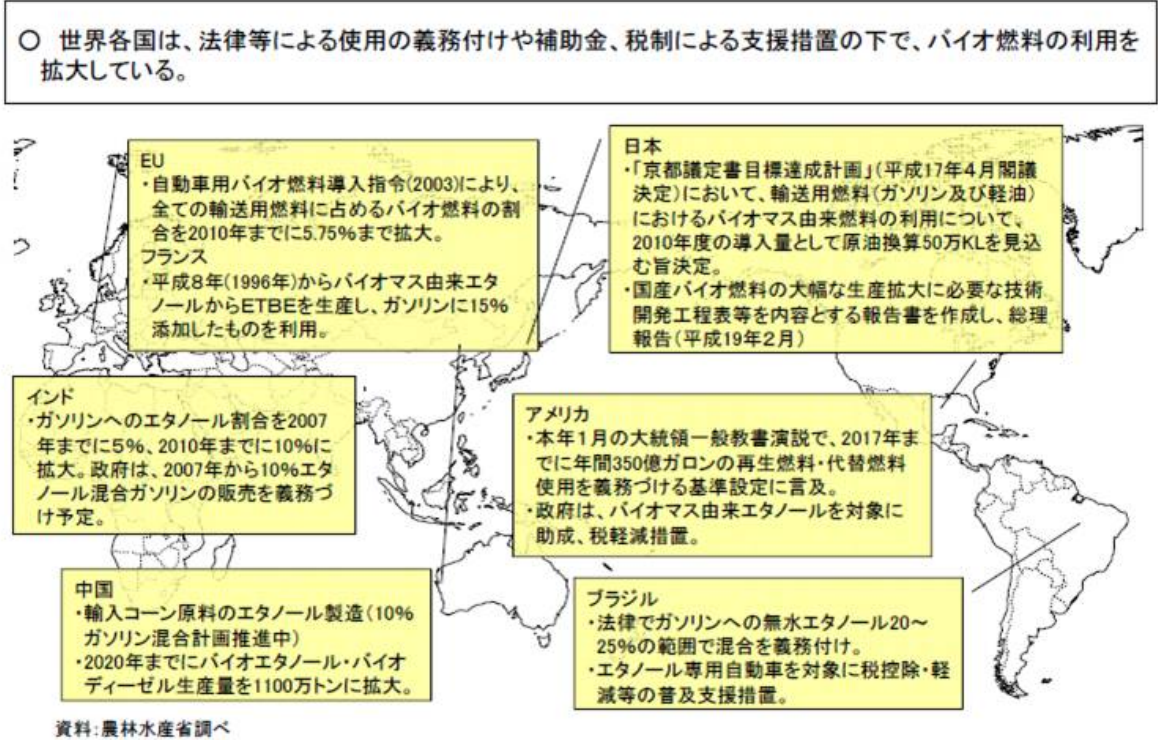 ○ 世界各国は、法律等による使用の義務付けや補助金、税制による支援措置の下で、バイオ燃料の利用を
拡大している。
EU
・自動車用バイオ燃料導入指令(2003)により、
全ての輸送用燃料に占めるバイオ燃料の割
合を2010年までに5.75%まで拡大。
フランス
・平成8年(1996年)からバイオマス由来エタ
ノールからETBEを生産し、ガソリンに15%
添加したものを利用。
日本
・「京都議定書目標達成計画」(平成17年4月閣議
決定)において、輸送用燃料(ガソリン及び軽油)
におけるバイオマス由来燃料の利用について、
2010年度の導入量として原油換算50万KLを見込
む旨決定。
・国産バイオ燃料の大幅な生産拡大に必要な技術
開発工程表等を内容とする報告書を作成し、総理
報告(平成19年2月)
インド
・ガソリンへのエタノール割合を2007
年までに5%、2010年までに10%に
拡大。政府は、2007年から10%エタ
ノール混合ガソリンの販売を義務づ
け予定。
アメリカ
・本年1月の大統領一般教書演説で、2017年ま
でに年間350億ガロンの再生燃料・代替燃料
使用を義務づける基準設定に言及。
・政府は、バイオマス由来エタノールを対象に
助成、税軽減措置。
中国
・輸入コーン原料のエタノール製造(10%
ガソリン混合計画推進中)
・2020年までにバイオエタノール・バイオ
ディーゼル生産量を1100万トンに拡大。
ブラジル
・法律でガソリンへの無水エタノール20~
25%の範囲で混合を義務付け。
・エタノール専用自動車を対象に税控除・軽
減等の普及支援措置。
資料:農林水産省調べ